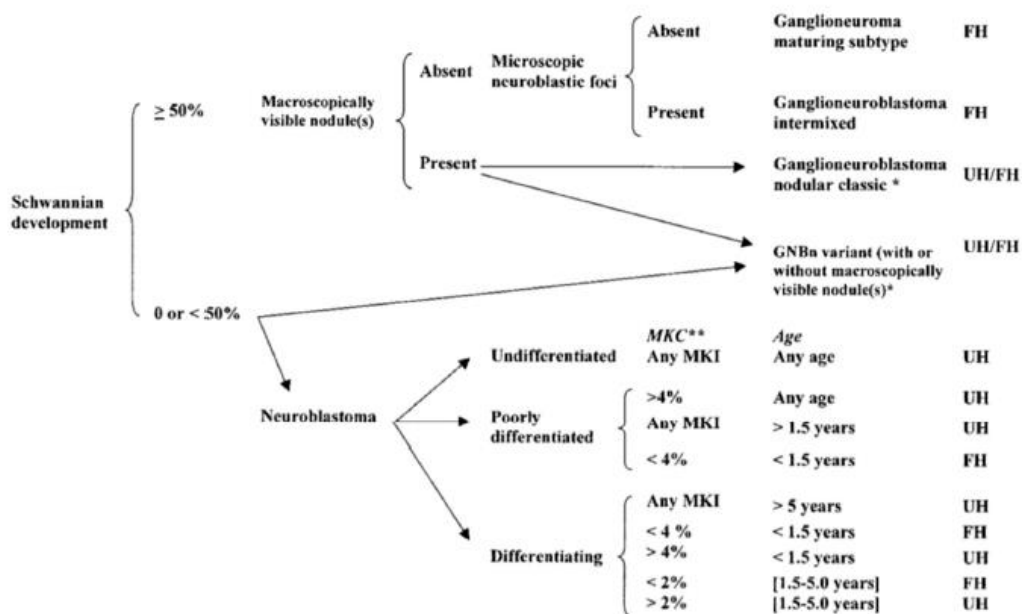 Absent Ganglioneuroma maturing subtype FH
Absent Microscopic neuroblastic foci
≥ 50% Macroscopically visible nodule(s)
Present Ganglioneuroblastoma intermixed FH
Present Ganglioneuroblastoma nodular classic * UH/FH
Schwannian development
GNBn variant (with or without macroscopically visible nodule(s)* UH/FH
0 or < 50%
MKC** Age
Undifferentiated Any MKI Any age UH
>4% Any age UH
Neuroblastoma Poorly differentiated Any MKI > 1.5 years UH
< 4% < 1.5 years FH
Any MKI > 5 years UH
< 4 % < 1.5 years FH
Differentiating > 4% < 1.5 years UH
< 2% [1.5-5.0 years] FH
> 2% [1.5-5.0 years] UH